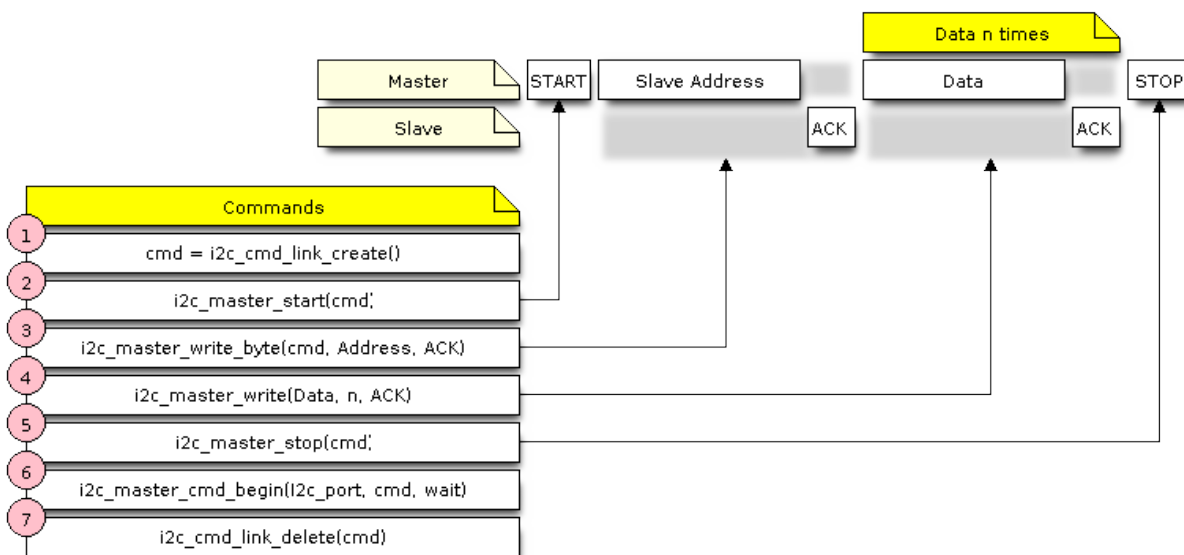 Data n times
Master START Slave Address Data STOP
Slave ACK ACK
Commands
1
cmd = i2c_cmd_link_create()
2
i2c_master_start(cmd;
3
i2c_master_write_byte(cmd, Address, ACK)
4
i2c_master_write(Data, n, ACK)
5
i2c_master_stop(cmd;
6
i2c_master_cmd_begin(I2c_port, cmd, wait)
7
i2c_cmd_link_delete(cmd)